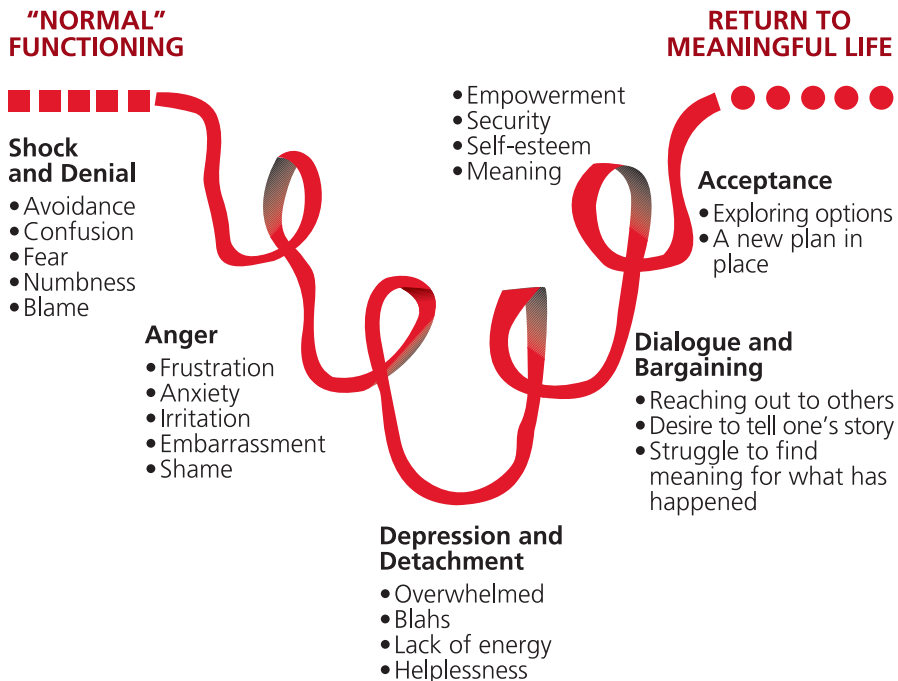 “NORMAL”
FUNCTIONING
Shock
and Denial
• Avoidance
• Confusion
• Fear
• Numbness
• Blame
Anger
• Frustration
• Anxiety
• Irritation
• Embarrassment
• Shame
Depression and
Detachment
• Overwhelmed
• Blahs
• Lack of energy
• Helplessness
Dialogue and
Bargaining
• Reaching out to others
• Desire to tell one’s story
• Struggle to find
meaning for what has
happened
Acceptance
• Exploring options
• A new plan in
place
• Empowerment
• Security
• Self-esteem
• Meaning
RETURN TO
MEANINGFUL LIFE